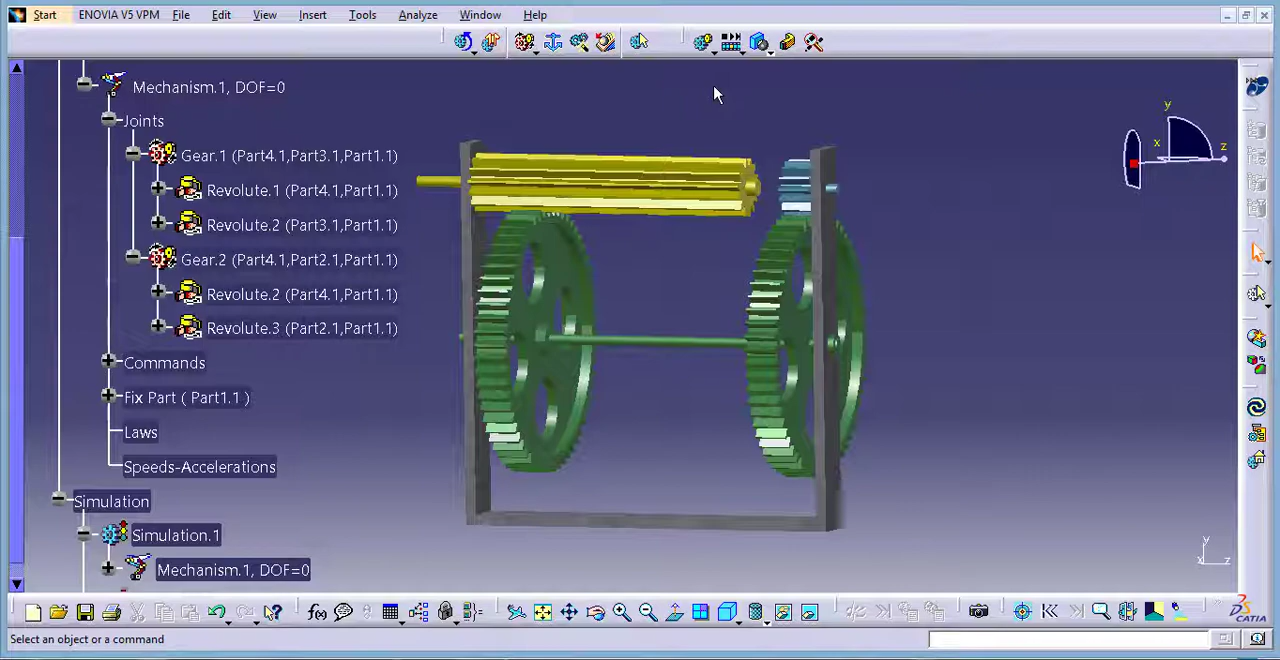 Start ENOVIA V5 VPM File Edit View Insert Tools Analyze Window Help
Mechanism.1, DOF=0
Joints
Gear.1 (Part4.1,Part3.1,Part1.1)
Revolute.1 (Part4.1,Part1.1)
Revolute.2 (Part3.1,Part1.1)
Gear.2 (Part4.1,Part2.1,Part1.1)
Revolute.2 (Part4.1,Part1.1)
Revolute.3 (Part2.1,Part1.1)
Commands
Fix Part ( Part1.1 )
Laws
Speeds-Accelerations
Simulation
Simulation.1
Mechanism.1, DOF=0
y
x
z
y
x z
f(x)
CATIA
Select an object or a command